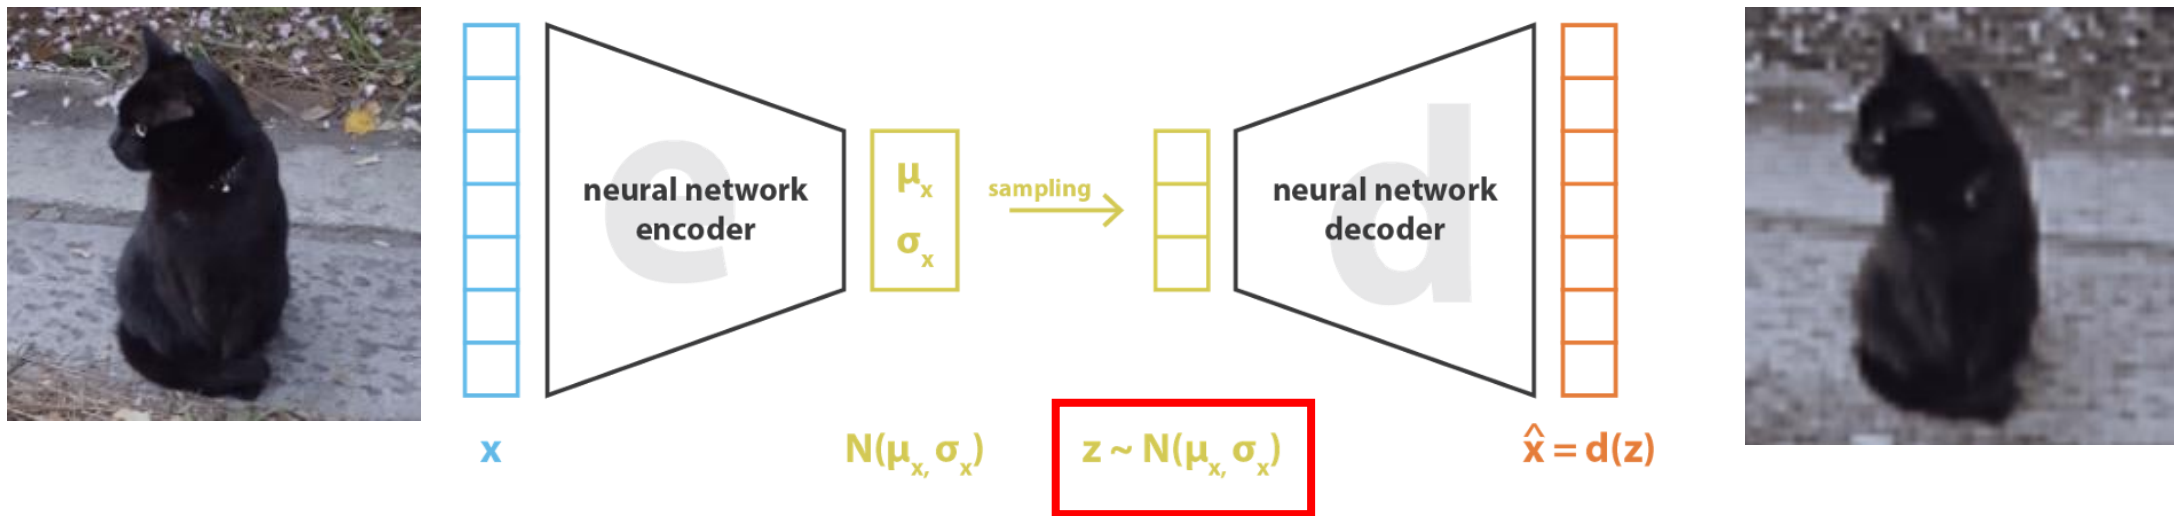 e
neural network
encoder
μx
σx
sampling
d
neural network
decoder
x
N(μx, σx)
z ~ N(μx, σx)
x̂ = d(z)